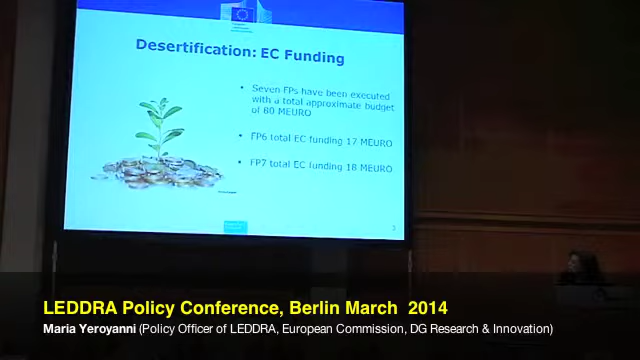 Desertification: EC Funding
• Seven FPs have been executed
with a total approximate budget
of 80 MEURO
• FP6 total EC funding 17 MEURO
• FP7 total EC funding 18 MEURO
3
LEDDRA Policy Conference, Berlin March 2014
Maria Yeroyanni (Policy Officer of LEDDRA, European Commission, DG Research & Innovation)